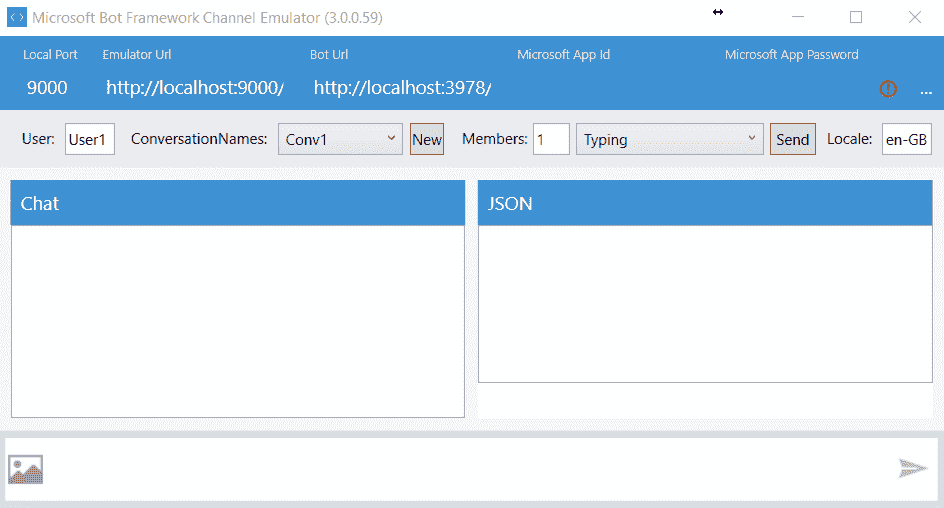 Microsoft Bot Framework Channel Emulator (3.0.0.59)
Local Port Emulator Url Bot Url Microsoft App Id Microsoft App Password
9000 http://localhost:9000/ http://localhost:3978/ ...
User: User1 ConversationNames: Conv1 New Members: 1 Typing Send Locale: en-GB
Chat JSON